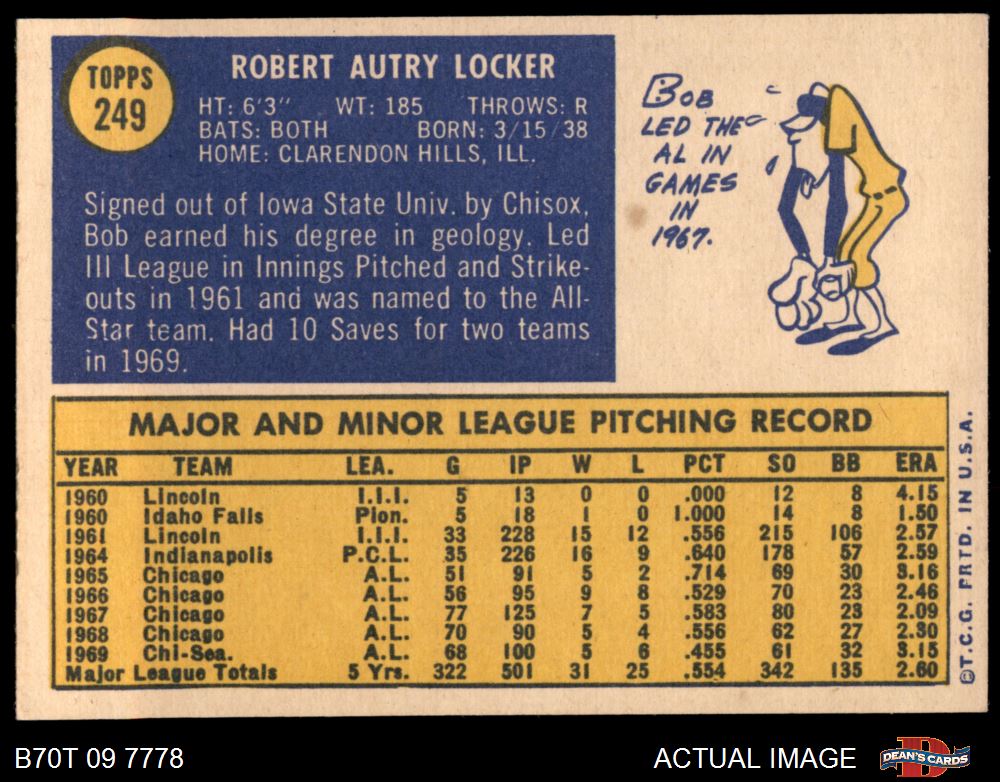 TOPPS
249
ROBERT AUTRY LOCKER
HT: 6'3" WT: 185 THROWS: R
BATS: BOTH BORN: 3/15/38
HOME: CLARENDON HILLS, ILL.
Signed out of Iowa State Univ. by Chisox,
Bob earned his degree in geology. Led
III League in Innings Pitched and Strike-
outs in 1961 and was named to the All-
Star team. Had 10 Saves for two teams
in 1969.
BOB
LED THE
AL IN
GAMES
IN
1967.
MAJOR AND MINOR LEAGUE PITCHING RECORD
YEAR TEAM LEA. G IP W L PCT SO BB ERA
1960 Lincoln I.I.I. 5 13 0 0 .000 12 8 4.15
1960 Idaho Falls Pion. 5 18 1 0 1.000 14 8 1.50
1961 Lincoln I.I.I. 33 228 15 12 .556 215 106 2.57
1964 Indianapolis P.C.L. 35 226 16 9 .640 178 57 2.59
1965 Chicago A.L. 51 91 5 2 .714 69 30 3.16
1966 Chicago A.L. 56 95 9 8 .529 70 23 2.46
1967 Chicago A.L. 77 125 7 5 .583 80 23 2.09
1968 Chicago A.L. 70 90 5 4 .556 62 27 2.30
1969 Chi-Sea. A.L. 68 100 5 6 .455 61 32 3.15
Major League Totals 5 Yrs. 322 501 31 25 .554 342 135 2.60
©T.C.G. PRTD. IN U.S.A.
B70T 09 7778
ACTUAL IMAGE
DEAN'S CARDS